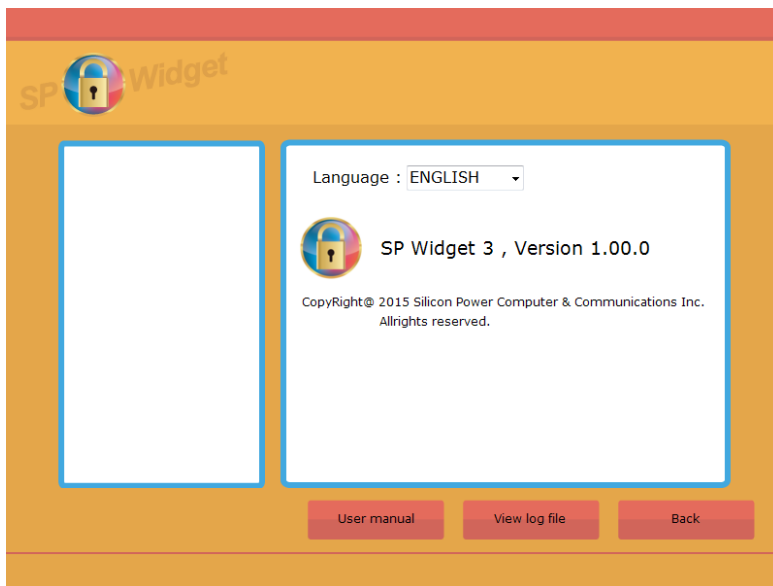 SP Widget
Language : ENGLISH
SP Widget 3 , Version 1.00.0
CopyRight@ 2015 Silicon Power Computer & Communications Inc.
Allrights reserved.
User manual View log file Back